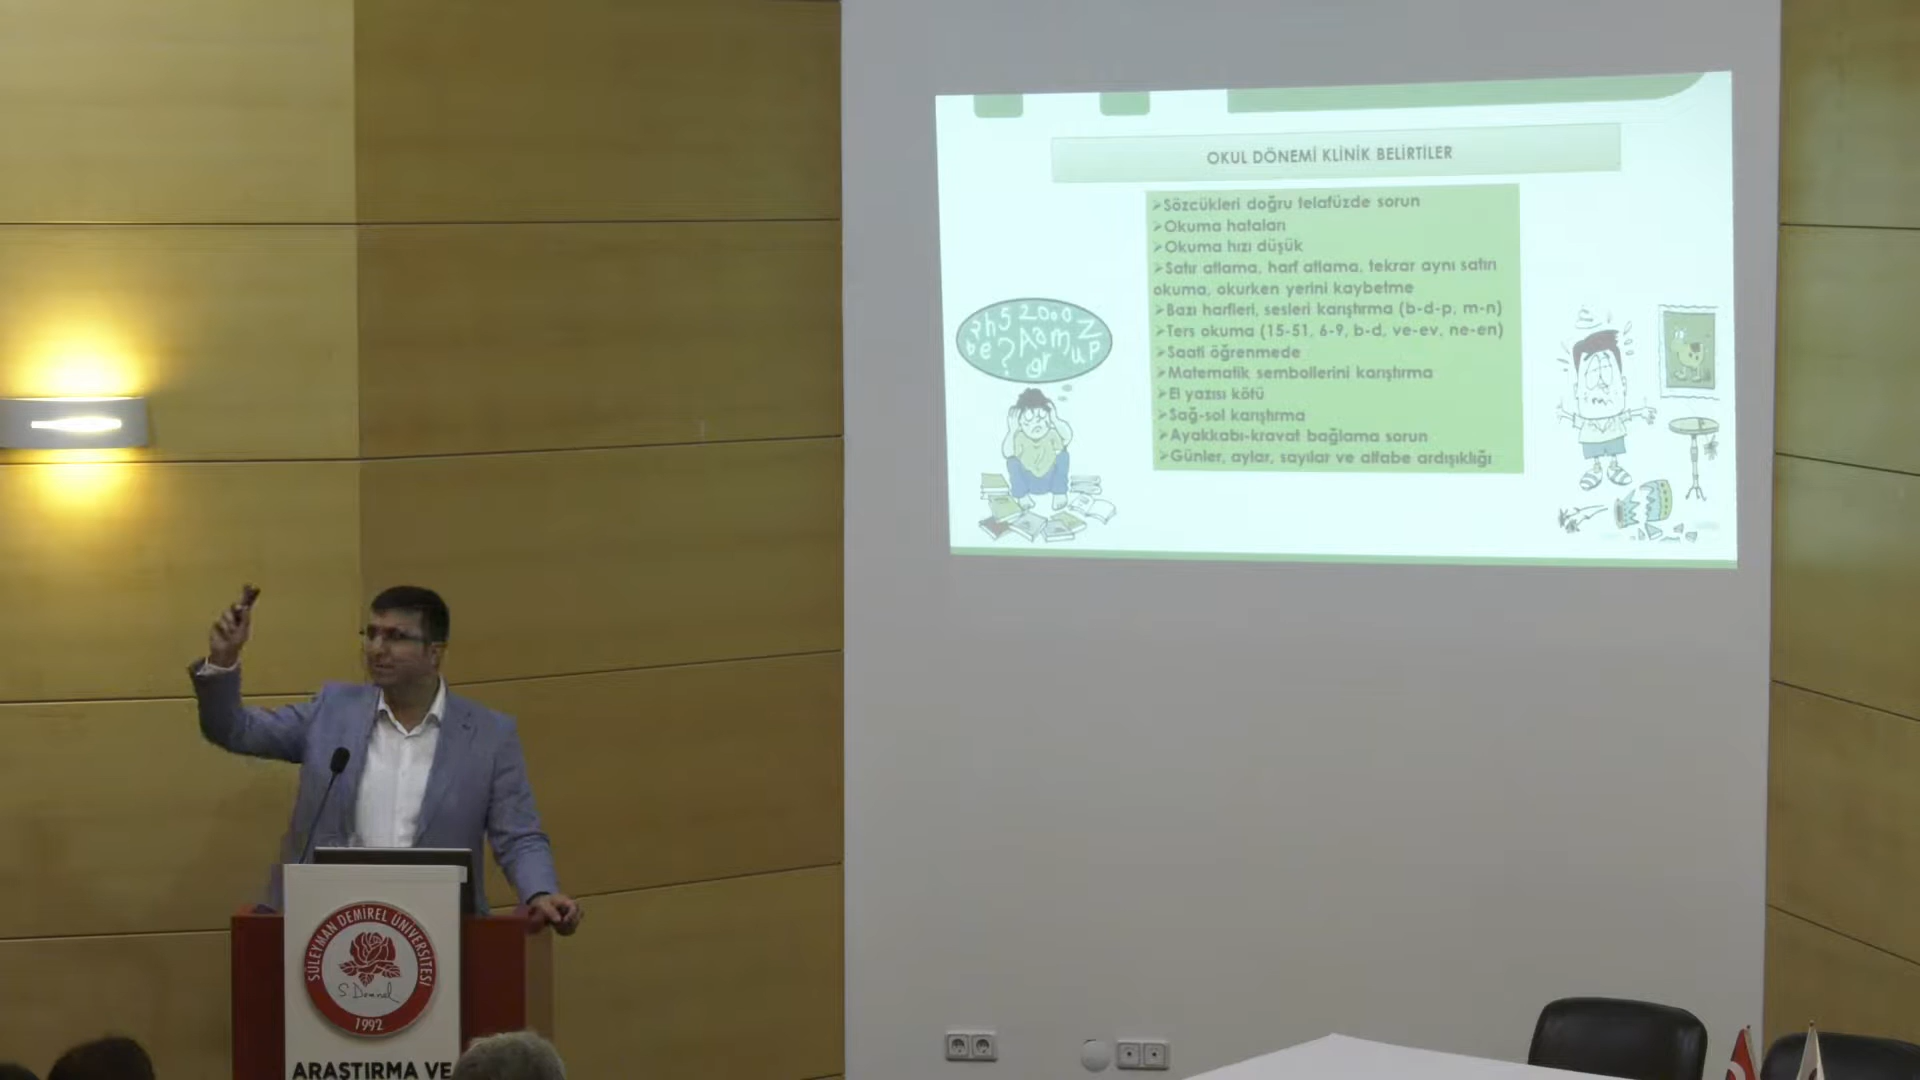 OKUL DÖNEMİ KLİNİK BELİRTİLER
➢Sözcükleri doğru telafüzde sorun
➢Okuma hataları
➢Okuma hızı düşük
➢Satır atlama, harf atlama, tekrar aynı satırı
okuma, okurken yerini kaybetme
➢Bazı harfleri, sesleri karıştırma (b-d-p, m-n)
➢Ters okuma (15-51, 6-9, b-d, ve-ev, ne-en)
➢Saati öğrenmede
➢Matematik sembollerini karıştırma
➢El yazısı kötü
➢Sağ-sol karıştırma
➢Ayakkabı-kravat bağlama sorun
➢Günler, aylar, sayılar ve alfabe ardışıklığı
SÜLEYMAN DEMİREL ÜNİVERSİTESİ
S. Demirel
1992
ARAŞTIRMA VE